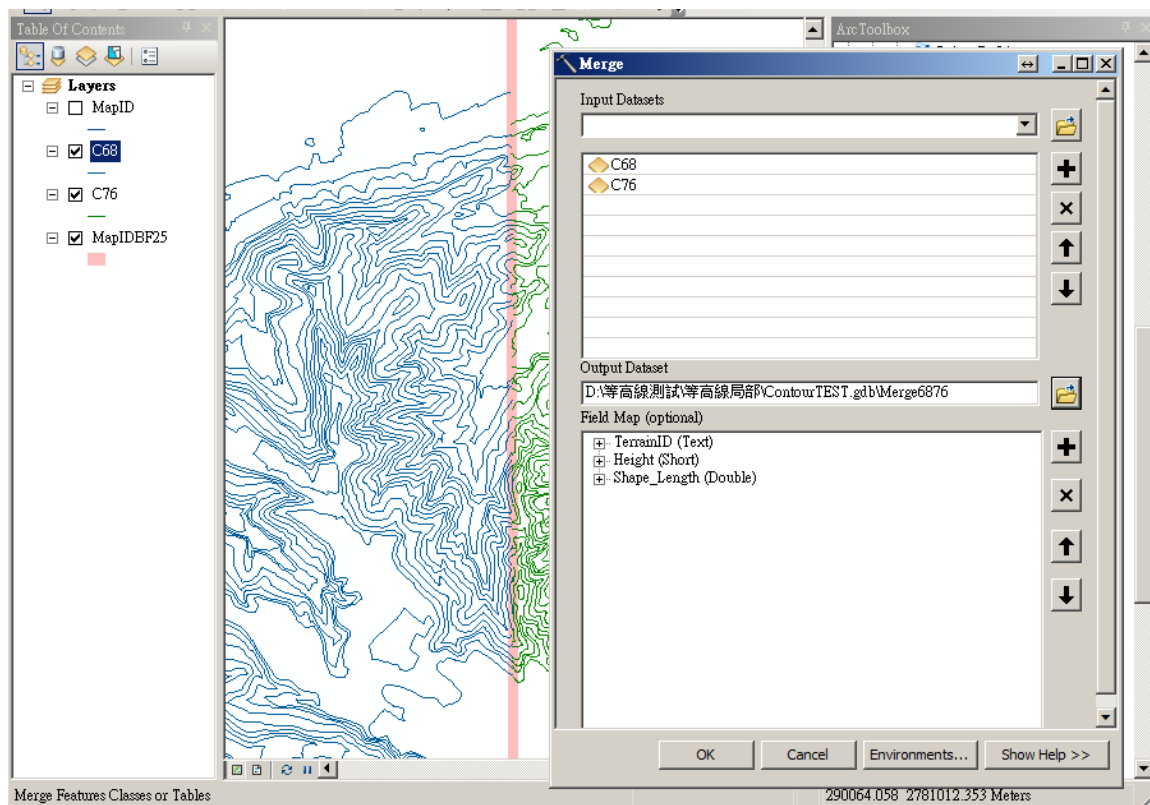 Table Of Contents
Layers
MapID
C68
C76
MapIDBF25
ArcToolbox
Merge
Input Datasets
C68
C76
Output Dataset
D:\等高線測試\等高線局部\ContourTEST.gdb\Merge6876
Field Map (optional)
TerrainID (Text)
Height (Short)
Shape_Length (Double)
OK
Cancel
Environments...
Show Help >>
Merge Features Classes or Tables
290064.058 2781012.353 Meters